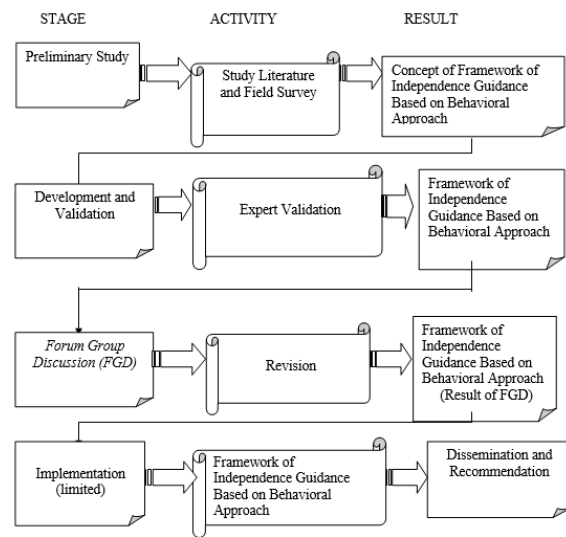 STAGE ACTIVITY RESULT
Preliminary Study
Study Literature
and Field Survey
Concept of Framework of
Independence Guidance
Based on Behavioral
Approach
Development and
Validation
Expert Validation
Framework of
Independence
Guidance Based on
Behavioral Approach
Forum Group
Discussion (FGD)
Revision
Framework of
Independence
Guidance Based on
Behavioral Approach
(Result of FGD)
Implementation
(limited)
Framework of
Independence Guidance
Based on Behavioral
Approach
Dissemination and
Recommendation